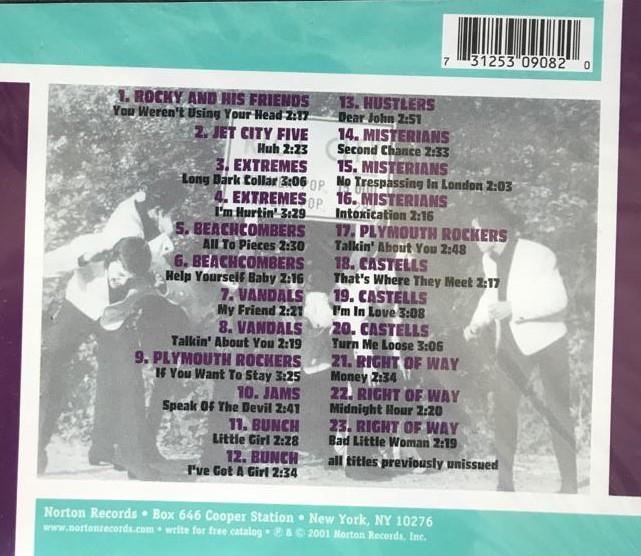 7 31253 09082 0
1. ROCKY AND HIS FRIENDS
You Weren't Using Your Head 2:17
2. JET CITY FIVE
Huh 2:23
3. EXTREMES
Long Dark Collar 3:06
4. EXTREMES
I'm Hurtin' 3:29
5. BEACHCOMBERS
All To Pieces 2:30
6. BEACHCOMBERS
Help Yourself Baby 2:16
7. VANDALS
My Friend 2:21
8. VANDALS
Talkin' About You 2:19
9. PLYMOUTH ROCKERS
If You Want To Stay 3:25
10. JAMS
Speak Of The Devil 2:41
11. BUNCH
Little Girl 2:28
12. BUNCH
I've Got A Girl 2:34
13. HUSTLERS
Dear John 2:51
14. MISTERIANS
Second Chance 2:33
15. MISTERIANS
No Trespassing In London 2:03
16. MISTERIANS
Intoxication 2:16
17. PLYMOUTH ROCKERS
Talkin' About You 2:48
18. CASTELLS
That's Where They Meet 2:17
19. CASTELLS
I'm In Love 3:08
20. CASTELLS
Turn Me Loose 3:06
21. RIGHT OF WAY
Money 2:34
22. RIGHT OF WAY
Midnight Hour 2:20
23. RIGHT OF WAY
Bad Little Woman 2:19
all titles previously unissued
Norton Records • Box 646 Cooper Station • New York, NY 10276
www.nortonrecords.com • write for free catalog • ℗ & © 2001 Norton Records, Inc.